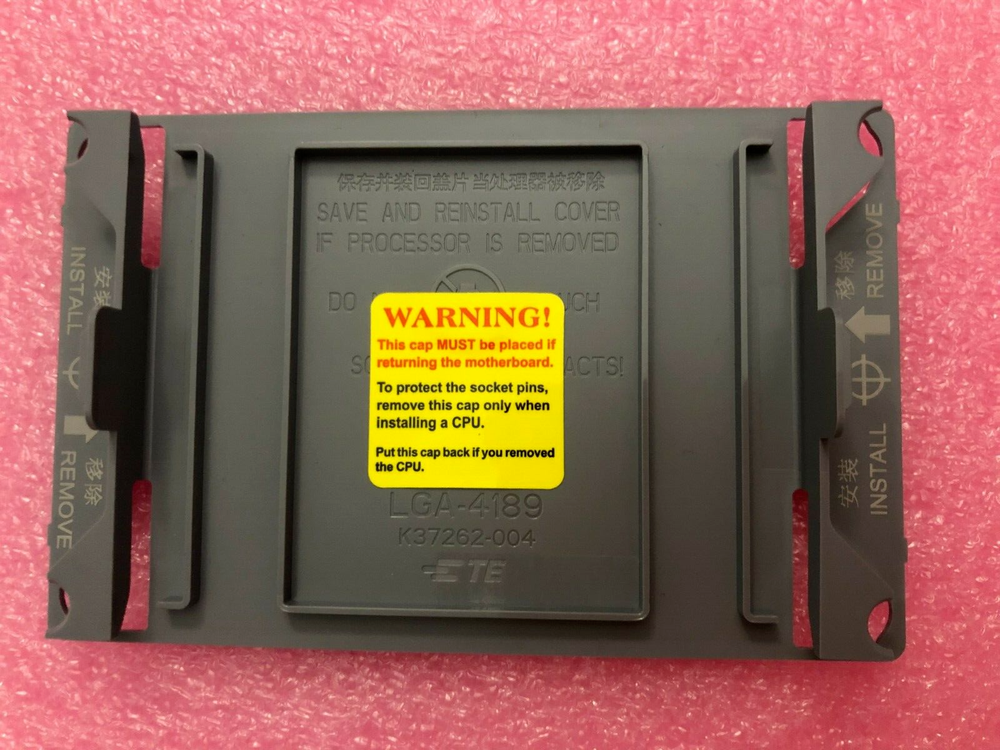 保存并装回盖片当处理器被移除
SAVE AND REINSTALL COVER
IF PROCESSOR IS REMOVED
DO
UCH
WARNING!
This cap MUST be placed if
returning the motherboard.
To protect the socket pins,
remove this cap only when
installing a CPU.
Put this cap back if you removed
the CPU.
SO
ACTS!
LGA-4189
K37262-004
TE
安装
INSTALL
移除
REMOVE
移除
REMOVE
安装
INSTALL